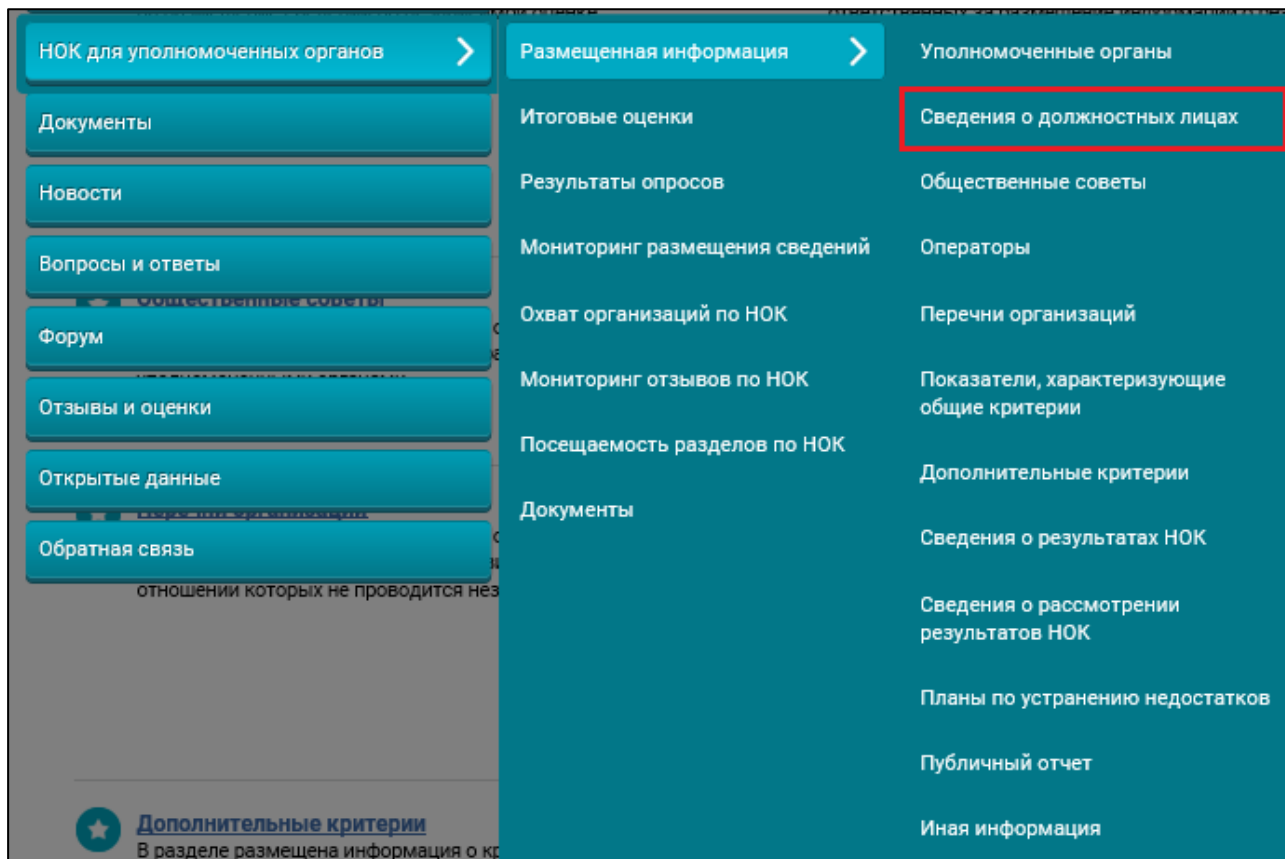 НОК для уполномоченных органов
Документы
Новости
Вопросы и ответы
Общественные советы
Форум
Отзывы и оценки
Открытые данные
Перечни организаций
Обратная связь
отношении которых не проводится нез
Дополнительные критерии
В разделе размещена информация о кр
Размещенная информация
Итоговые оценки
Результаты опросов
Мониторинг размещения сведений
Охват организаций по НОК
Мониторинг отзывов по НОК
Посещаемость разделов по НОК
Документы
Уполномоченные органы
Сведения о должностных лицах
Общественные советы
Операторы
Перечни организаций
Показатели, характеризующие
общие критерии
Дополнительные критерии
Сведения о результатах НОК
Сведения о рассмотрении
результатов НОК
Планы по устранению недостатков
Публичный отчет
Иная информация